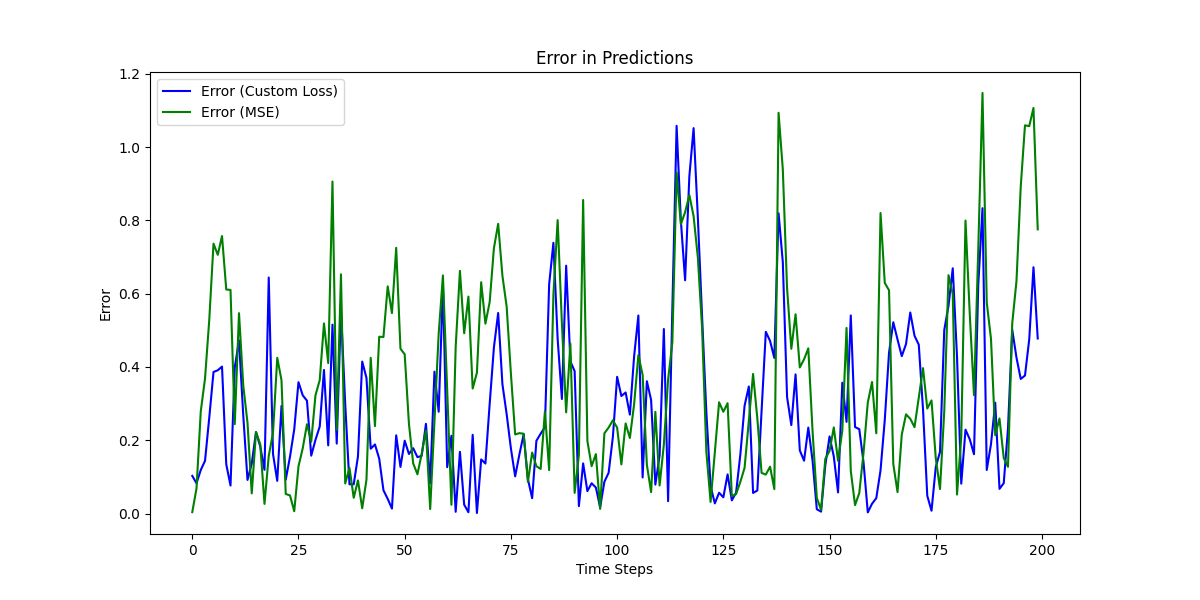 Error in Predictions
Error (Custom Loss)
Error (MSE)
Error
1.2
1.0
0.8
0.6
0.4
0.2
0.0
0 25 50 75 100 125 150 175 200
Time Steps